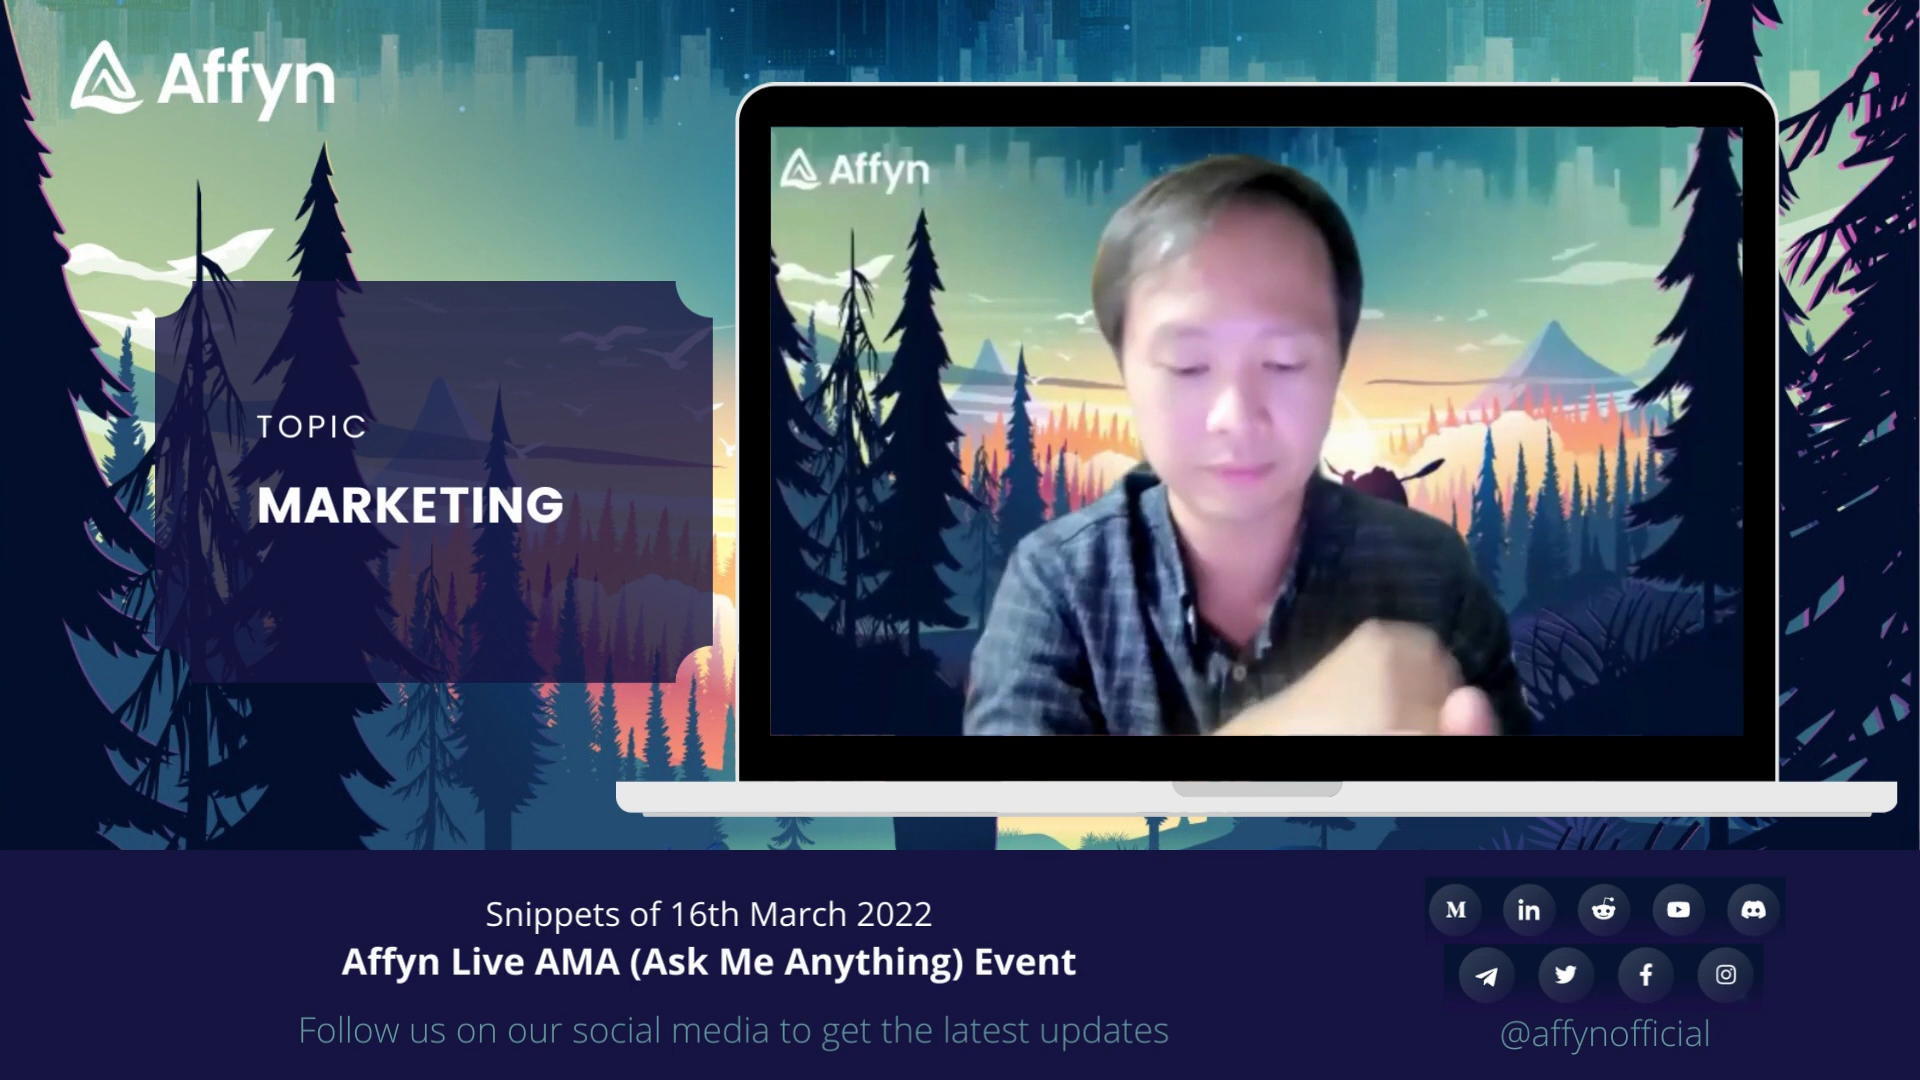 Affyn
Affyn
TOPIC
MARKETING
Snippets of 16th March 2022
Affyn Live AMA (Ask Me Anything) Event
Follow us on our social media to get the latest updates
@affynofficial